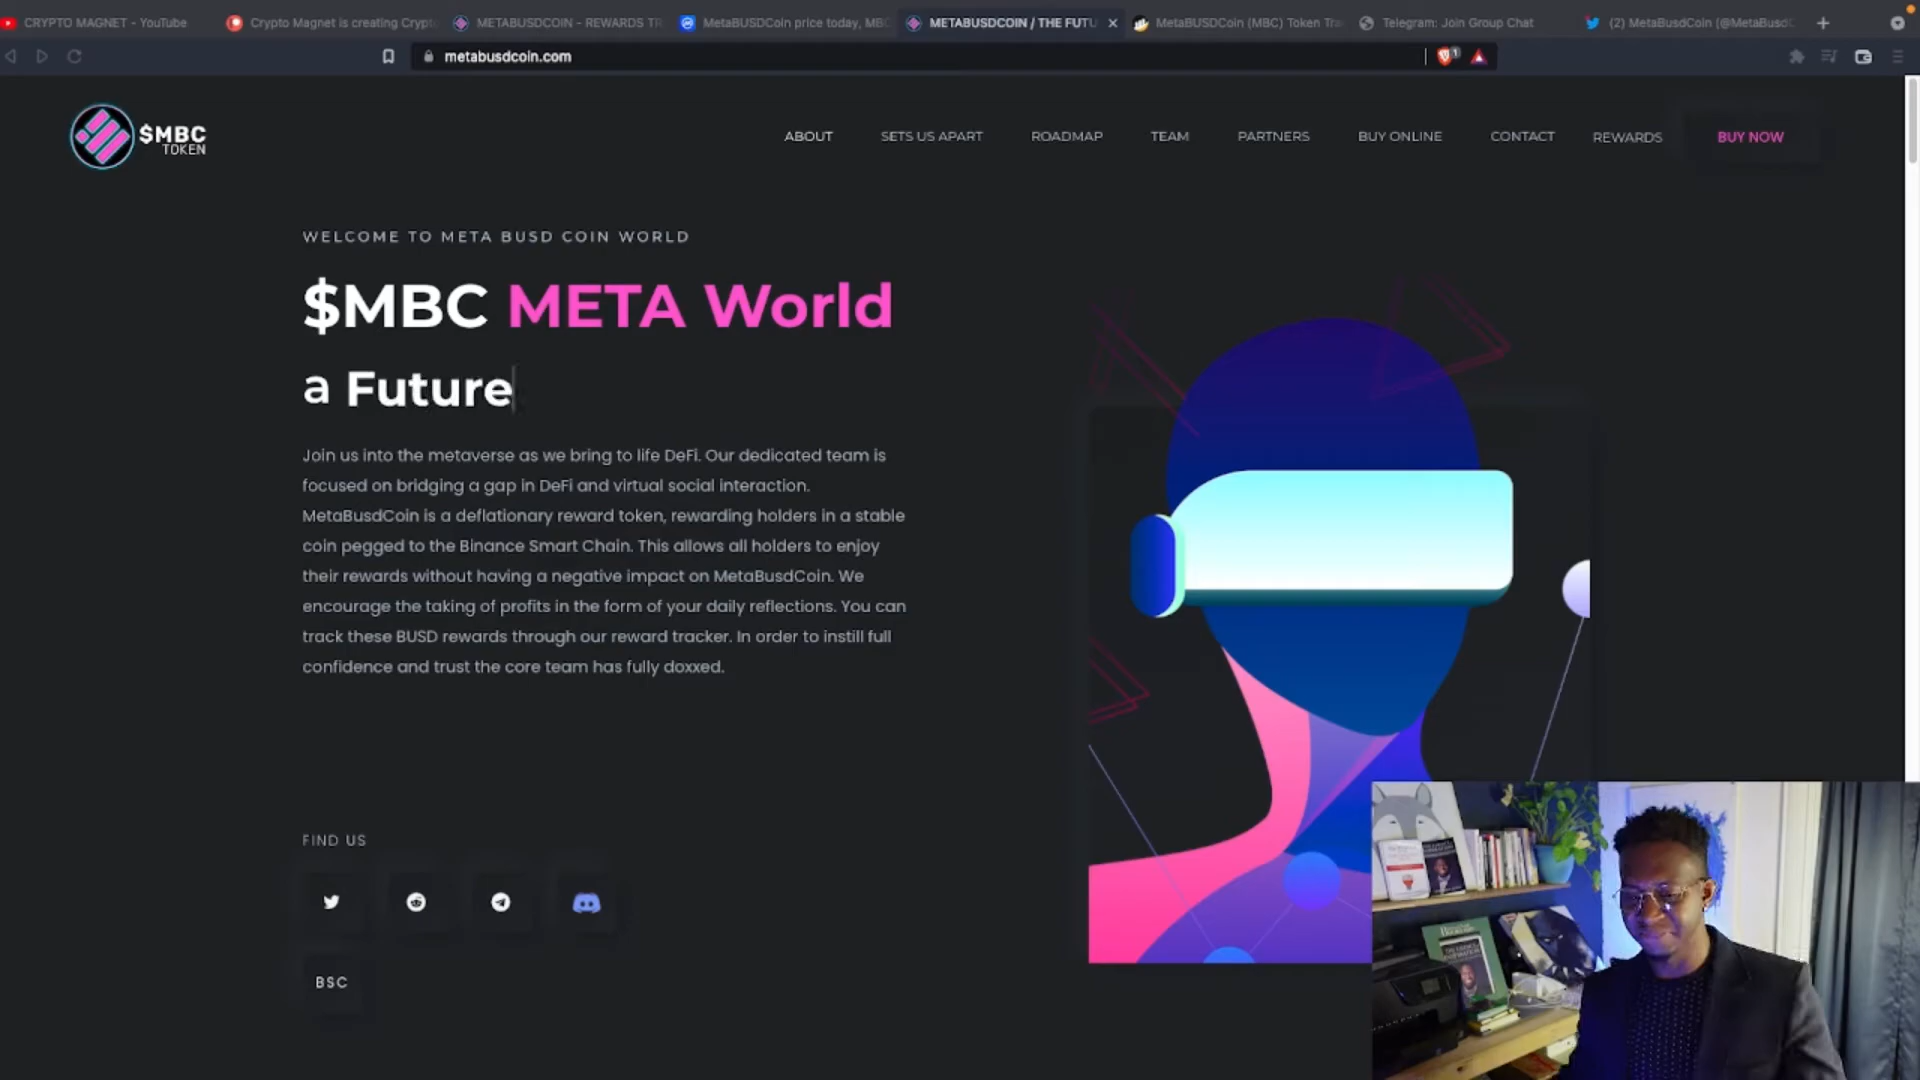 CRYPTO MAGNET - YouTube
Crypto Magnet is creating Crypto
METABUSDCOIN - REWARDS TR
MetaBUSDCoin price today, MBC
METABUSDCOIN / THE FUTU
MetaBUSDCoin (MBC) Token Tra
Telegram: Join Group Chat
(2) MetaBusdCoin (@MetaBusdC
metabusdcoin.com
$MBC
TOKEN
ABOUT
SETS US APART
ROADMAP
TEAM
PARTNERS
BUY ONLINE
CONTACT
REWARDS
BUY NOW
WELCOME TO META BUSD COIN WORLD
$MBC META World
a Future
Join us into the metaverse as we bring to life DeFi. Our dedicated team is
focused on bridging a gap in DeFi and virtual social interaction.
MetaBusdCoin is a deflationary reward token, rewarding holders in a stable
coin pegged to the Binance Smart Chain. This allows all holders to enjoy
their rewards without having a negative impact on MetaBusdCoin. We
encourage the taking of profits in the form of your daily reflections. You can
track these BUSD rewards through our reward tracker. In order to instill full
confidence and trust the core team has fully doxxed.
FIND US
BSC